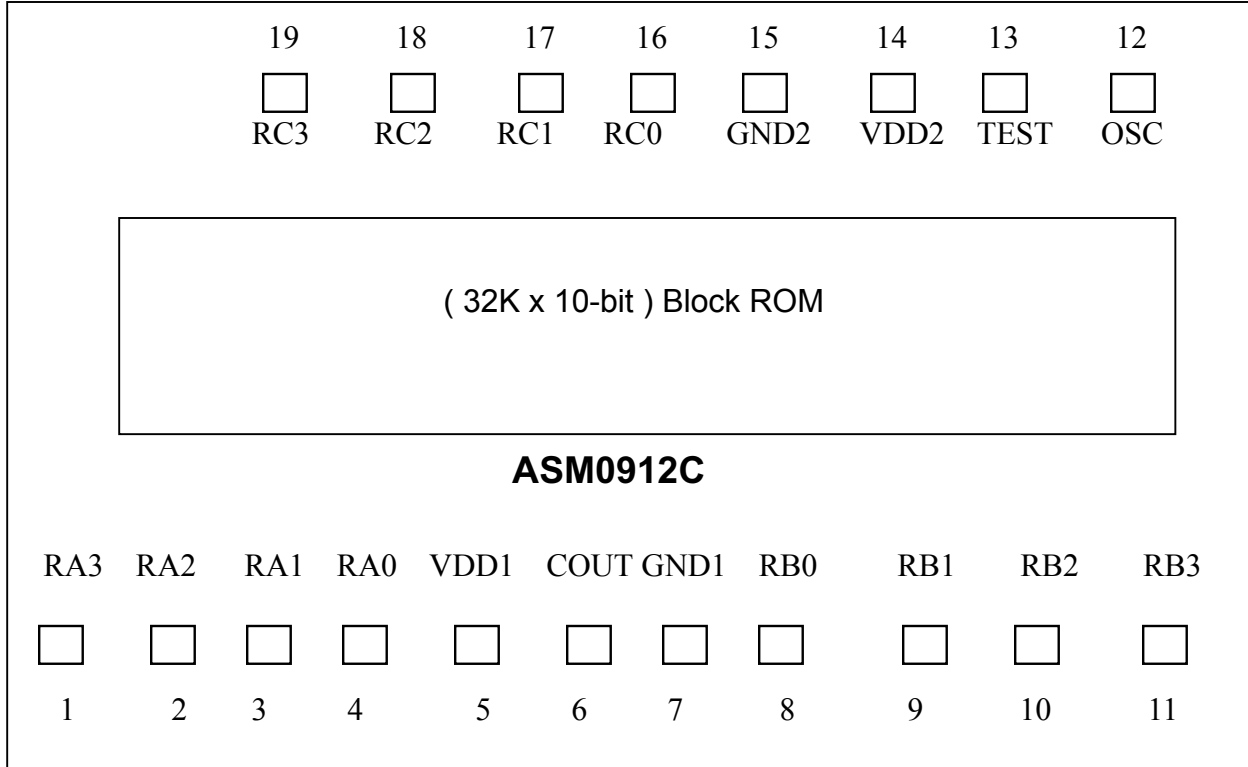 19 18 17 16 15 14 13 12
RC3 RC2 RC1 RC0 GND2 VDD2 TEST OSC
( 32K x 10-bit ) Block ROM
ASM0912C
RA3 RA2 RA1 RA0 VDD1 COUT GND1 RB0 RB1 RB2 RB3
1 2 3 4 5 6 7 8 9 10 11